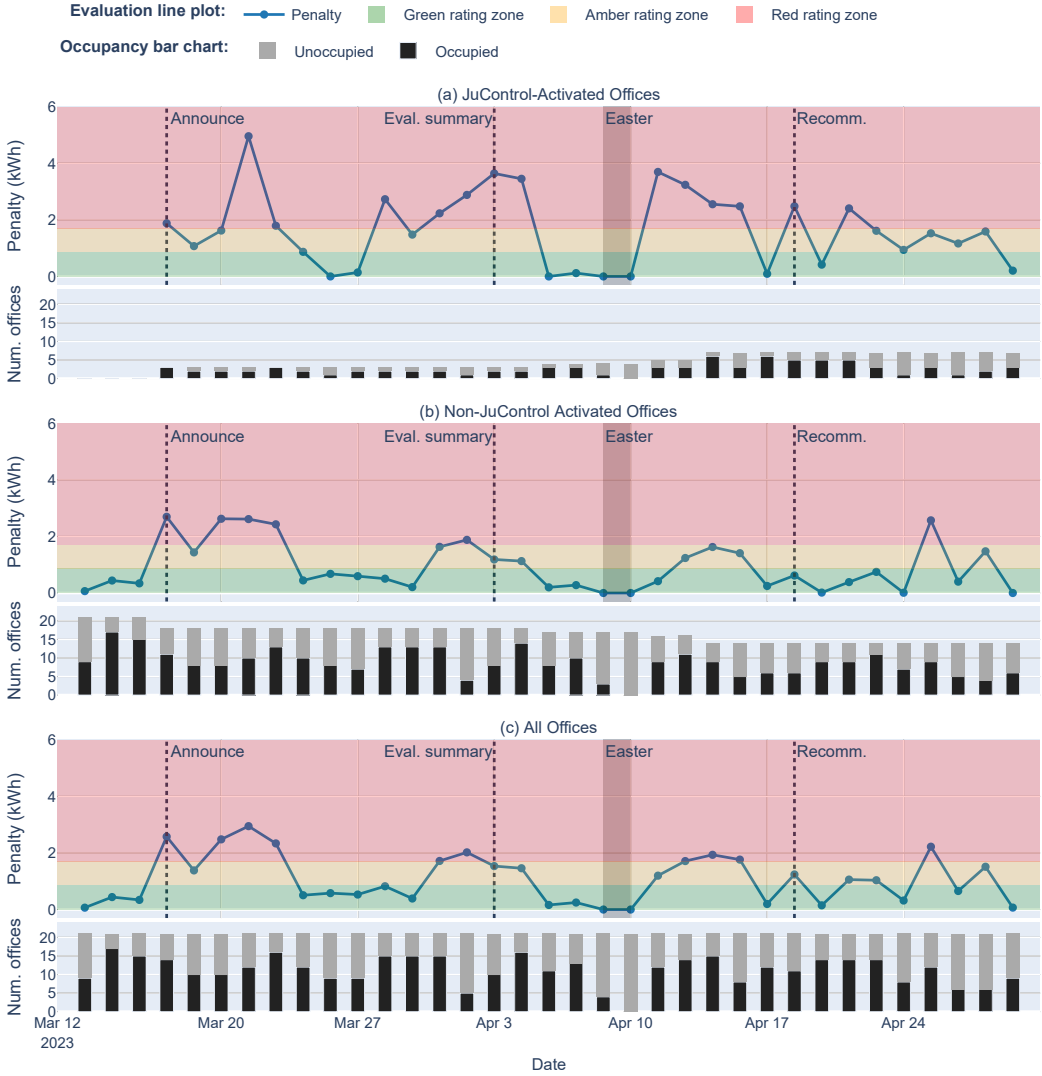 Evaluation line plot: Penalty Green rating zone Amber rating zone Red rating zone
Occupancy bar chart: Unoccupied Occupied
(a) JuControl-Activated Offices
Announce Eval. summary Easter Recomm.
Penalty (kWh)
6
4
2
0
Num. offices
20
15
10
5
0
(b) Non-JuControl Activated Offices
Announce Eval. summary Easter Recomm.
Penalty (kWh)
6
4
2
0
Num. offices
20
15
10
5
0
(c) All Offices
Announce Eval. summary Easter Recomm.
Penalty (kWh)
6
4
2
0
Num. offices
20
15
10
5
0
Mar 12 Mar 20 Mar 27 Apr 3 Apr 10 Apr 17 Apr 24
2023
Date